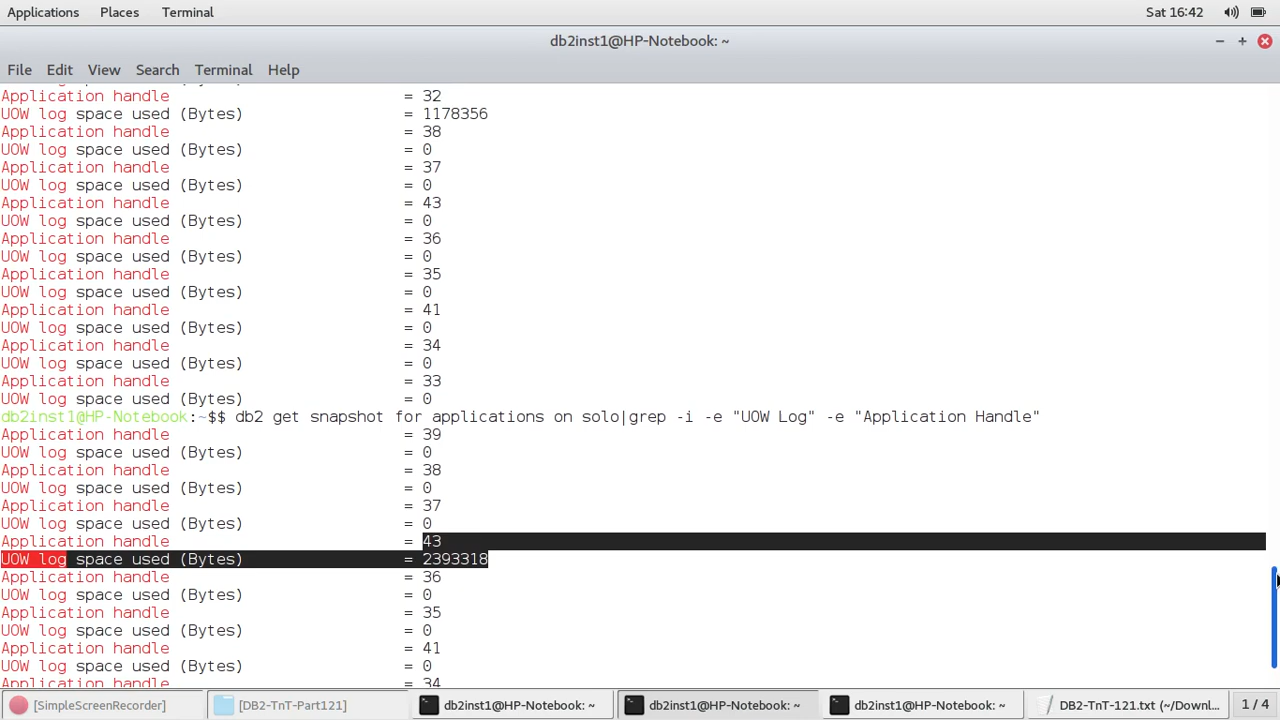 Applications Places Terminal Sat 16:42
db2inst1@HP-Notebook: ~
File Edit View Search Terminal Help
Application handle = 32
UOW log space used (Bytes) = 1178356
Application handle = 38
UOW log space used (Bytes) = 0
Application handle = 37
UOW log space used (Bytes) = 0
Application handle = 43
UOW log space used (Bytes) = 0
Application handle = 36
UOW log space used (Bytes) = 0
Application handle = 35
UOW log space used (Bytes) = 0
Application handle = 41
UOW log space used (Bytes) = 0
Application handle = 34
UOW log space used (Bytes) = 0
Application handle = 33
UOW log space used (Bytes) = 0
db2inst1@HP-Notebook:~$$ db2 get snapshot for applications on solo|grep -i -e "UOW Log" -e "Application Handle"
Application handle = 39
UOW log space used (Bytes) = 0
Application handle = 38
UOW log space used (Bytes) = 0
Application handle = 37
UOW log space used (Bytes) = 0
Application handle = 43
UOW log space used (Bytes) = 2393318
Application handle = 36
UOW log space used (Bytes) = 0
Application handle = 35
UOW log space used (Bytes) = 0
Application handle = 41
UOW log space used (Bytes) = 0
Application handle = 34
[SimpleScreenRecorder] [DB2-TnT-Part121] db2inst1@HP-Notebook: ~ db2inst1@HP-Notebook: ~ db2inst1@HP-Notebook: ~ DB2-TnT-121.txt (~/Downl... 1 / 4